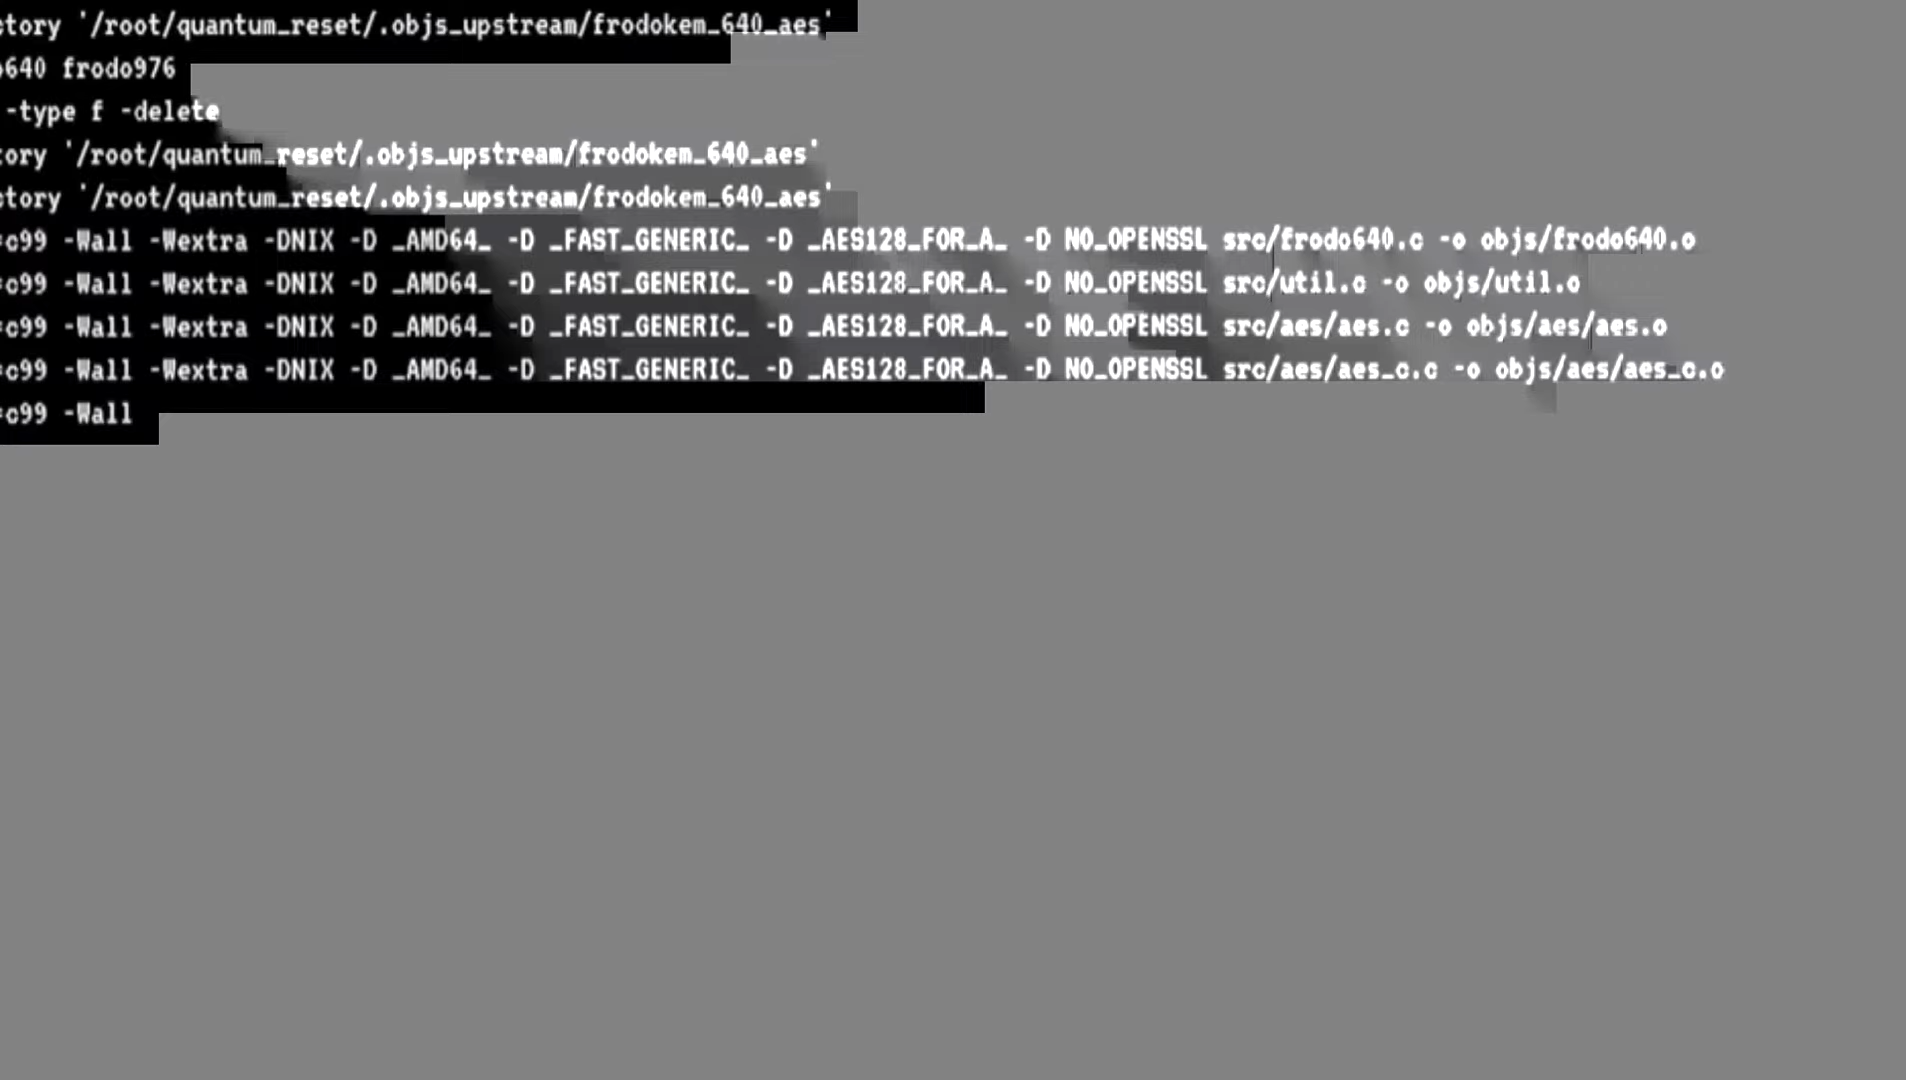 ctory '/root/quantum_reset/.objs_upstream/frodokem_640_aes'
o640 frodo976
-type f -delete
tory '/root/quantum_reset/.objs_upstream/frodokem_640_aes'
ctory '/root/quantum_reset/.objs_upstream/frodokem_640_aes'
=c99 -Wall -Wextra -DNIX -D _AMD64_ -D _FAST_GENERIC_ -D _AES128_FOR_A_ -D NO_OPENSSL src/frodo640.c -o objs/frodo640.o
=c99 -Wall -Wextra -DNIX -D _AMD64_ -D _FAST_GENERIC_ -D _AES128_FOR_A_ -D NO_OPENSSL src/util.c -o objs/util.o
=c99 -Wall -Wextra -DNIX -D _AMD64_ -D _FAST_GENERIC_ -D _AES128_FOR_A_ -D NO_OPENSSL src/aes/aes.c -o objs/aes/aes.o
=c99 -Wall -Wextra -DNIX -D _AMD64_ -D _FAST_GENERIC_ -D _AES128_FOR_A_ -D NO_OPENSSL src/aes/aes_c.c -o objs/aes/aes_c.o
=c99 -Wall